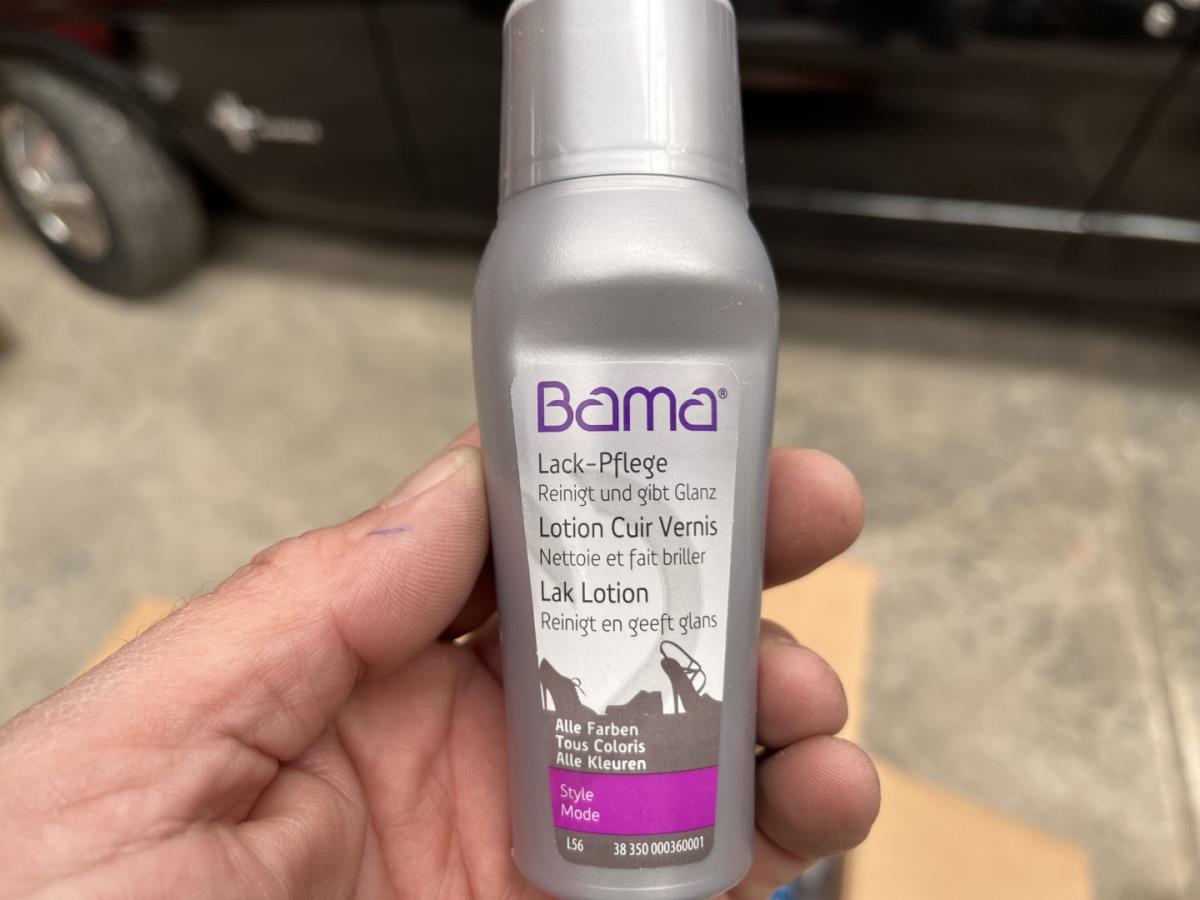 Bama®
Lack-Pflege
Reinigt und gibt Glanz
Lotion Cuir Vernis
Nettoie et fait briller
Lak Lotion
Reinigt en geeft glans
Alle Farben
Tous Coloris
Alle Kleuren
Style
Mode
L56 38 350 000360001